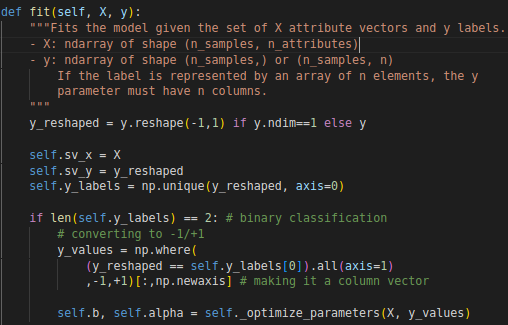 def fit(self, X, y):
    """Fits the model given the set of X attribute vectors and y labels.
    - X: ndarray of shape (n_samples, n_attributes)
    - y: ndarray of shape (n_samples,) or (n_samples, n)
        If the label is represented by an array of n elements, the y
        parameter must have n columns.
    """
    y_reshaped = y.reshape(-1,1) if y.ndim==1 else y

    self.sv_x = X
    self.sv_y = y_reshaped
    self.y_labels = np.unique(y_reshaped, axis=0)

    if len(self.y_labels) == 2: # binary classification
        # converting to -1/+1
        y_values = np.where(
            (y_reshaped == self.y_labels[0]).all(axis=1)
            ,-1,+1)[:,np.newaxis] # making it a column vector

        self.b, self.alpha = self._optimize_parameters(X, y_values)